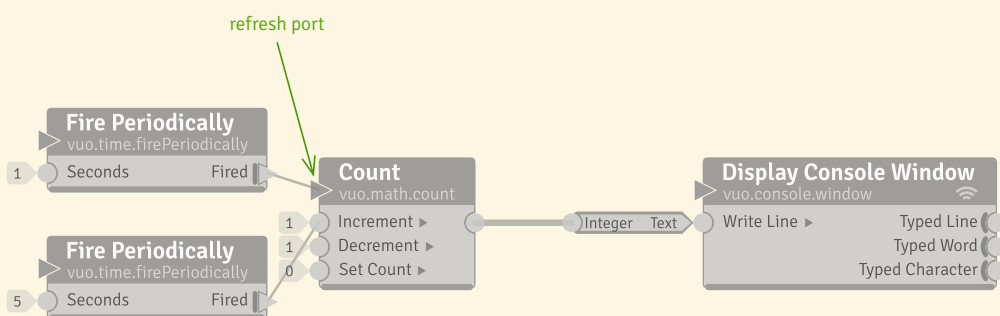 refresh port
Fire Periodically
vuo.time.firePeriodically
1 Seconds Fired
Count
vuo.math.count
1 Increment
1 Decrement
0 Set Count
Integer Text
Display Console Window
vuo.console.window
Write Line Typed Line
Typed Word
Typed Character
Fire Periodically
vuo.time.firePeriodically
5 Seconds Fired